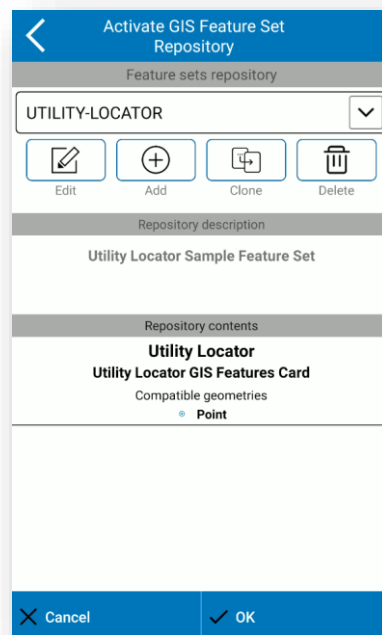 Activate GIS Feature Set
Repository
Feature sets repository
UTILITY-LOCATOR
Edit
Add
Clone
Delete
Repository description
Utility Locator Sample Feature Set
Repository contents
Utility Locator
Utility Locator GIS Features Card
Compatible geometries
Point
Cancel
OK